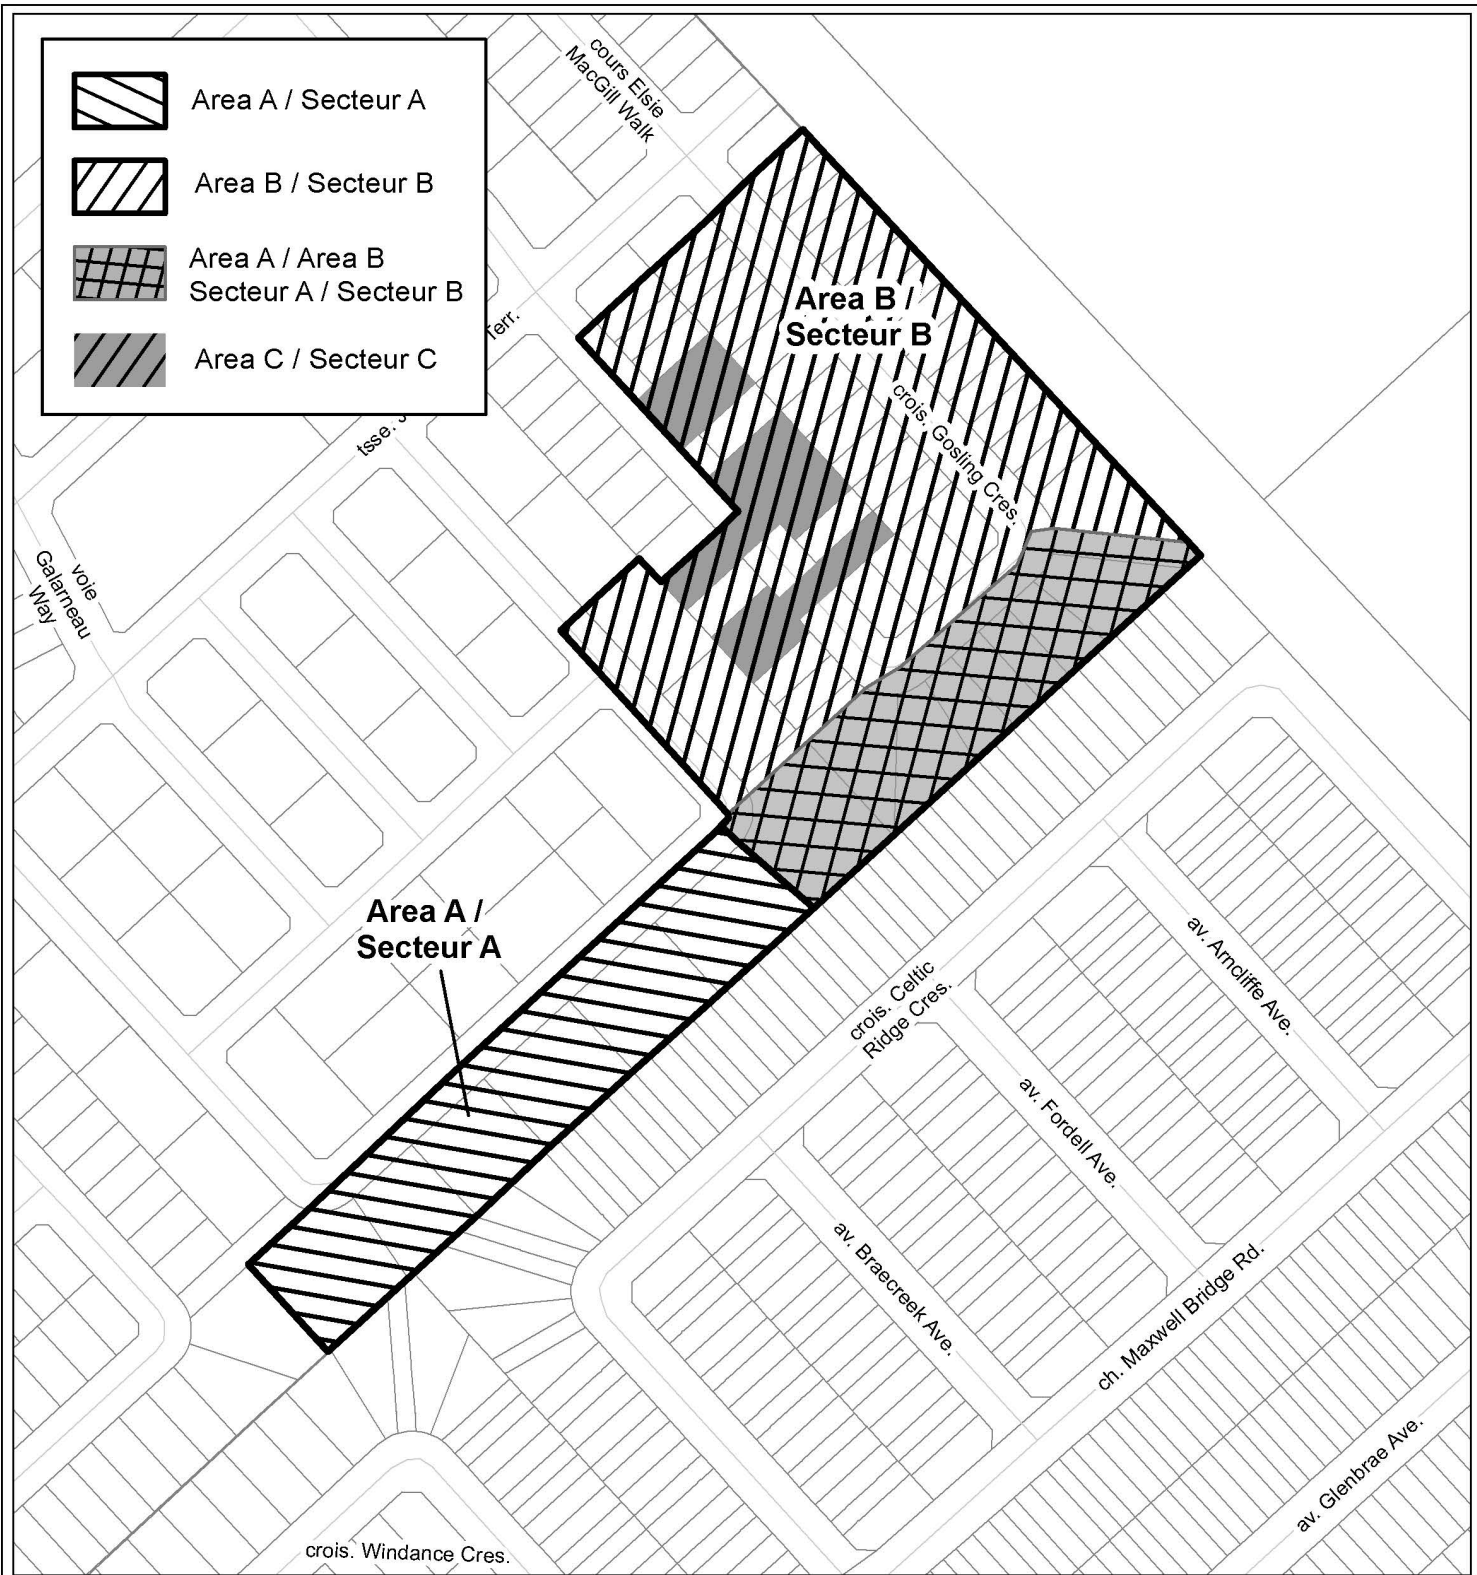 Area A / Secteur A
Area B / Secteur B
Area A / Area B
Secteur A / Secteur B
Area C / Secteur C
cours Elsie
MacGill Walk
Terr.
tsse.
Area B /
Secteur B
crois. Gosling Cres.
voie
Galarneau
Way
Area A /
Secteur A
crois. Celtic
Ridge Cres.
av. Arncliffe Ave.
av. Fordell Ave.
av. Braecreek Ave.
ch. Maxwell Bridge Rd.
av. Glenbrae Ave.
crois. Windance Cres.